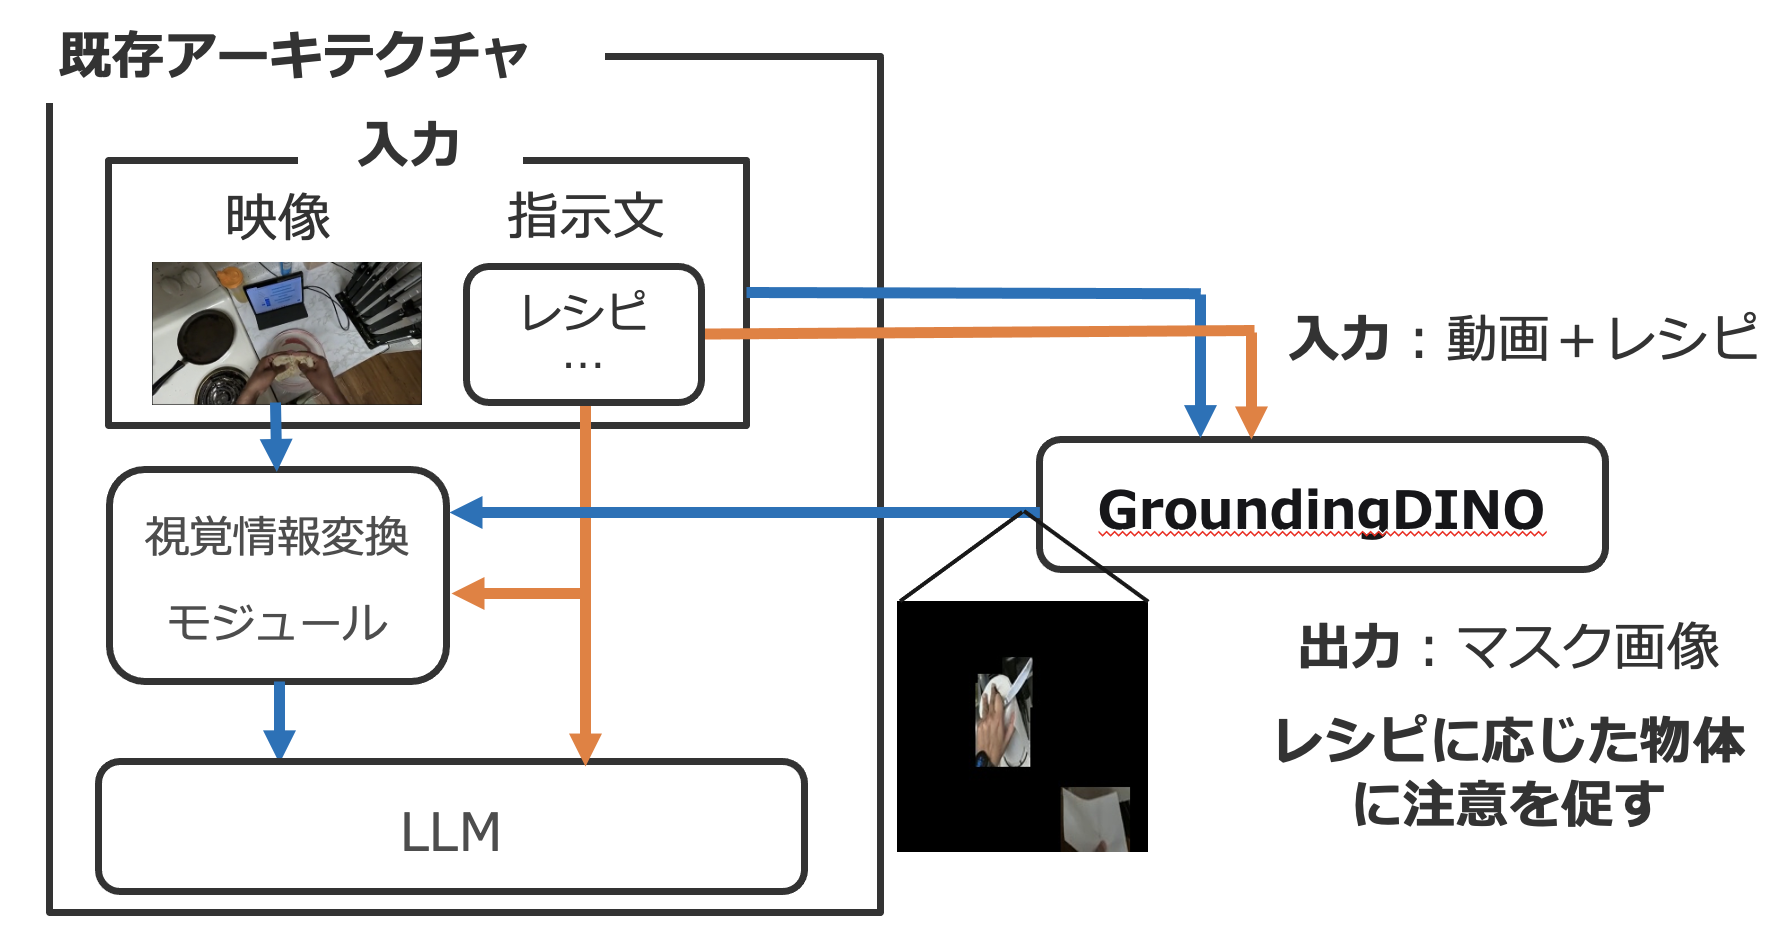 既存アーキテクチャ
入力
映像
指示文
レシピ
…
入力：動画＋レシピ
GroundingDINO
視覚情報変換
モジュール
出力：マスク画像
レシピに応じた物体
に注意を促す
LLM